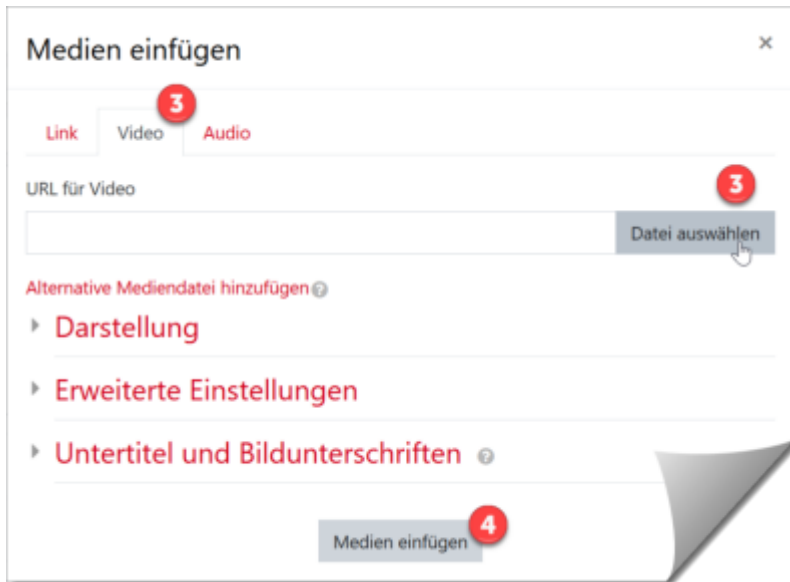 Medien einfügen ×
3
Link Video Audio
URL für Video
3
Datei auswählen
Alternative Mediendatei hinzufügen ?
Darstellung
Erweiterte Einstellungen
Untertitel und Bildunterschriften ?
Medien einfügen 4